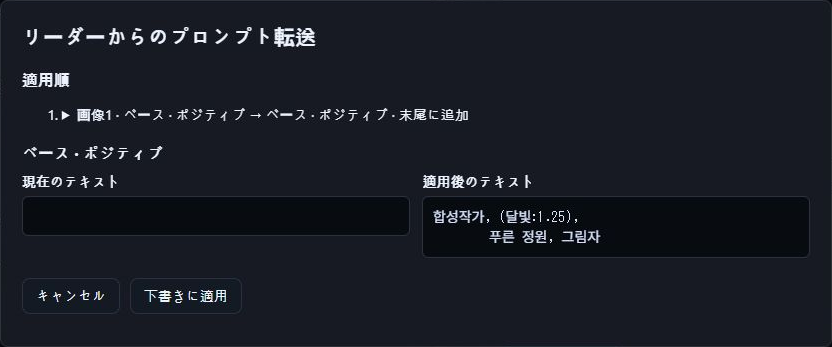 リーダーからのプロンプト転送
適用順
1.▶ 画像1・ベース・ポジティブ → ベース・ポジティブ・末尾に追加
ベース・ポジティブ
現在のテキスト
適用後のテキスト
합성작가, (달빛:1.25),
푸른 정원, 그림자
キャンセル
下書きに適用